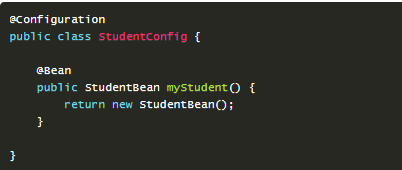 @Configuration
public class StudentConfig {
@Bean
public StudentBean myStudent() {
return new StudentBean();
}
}